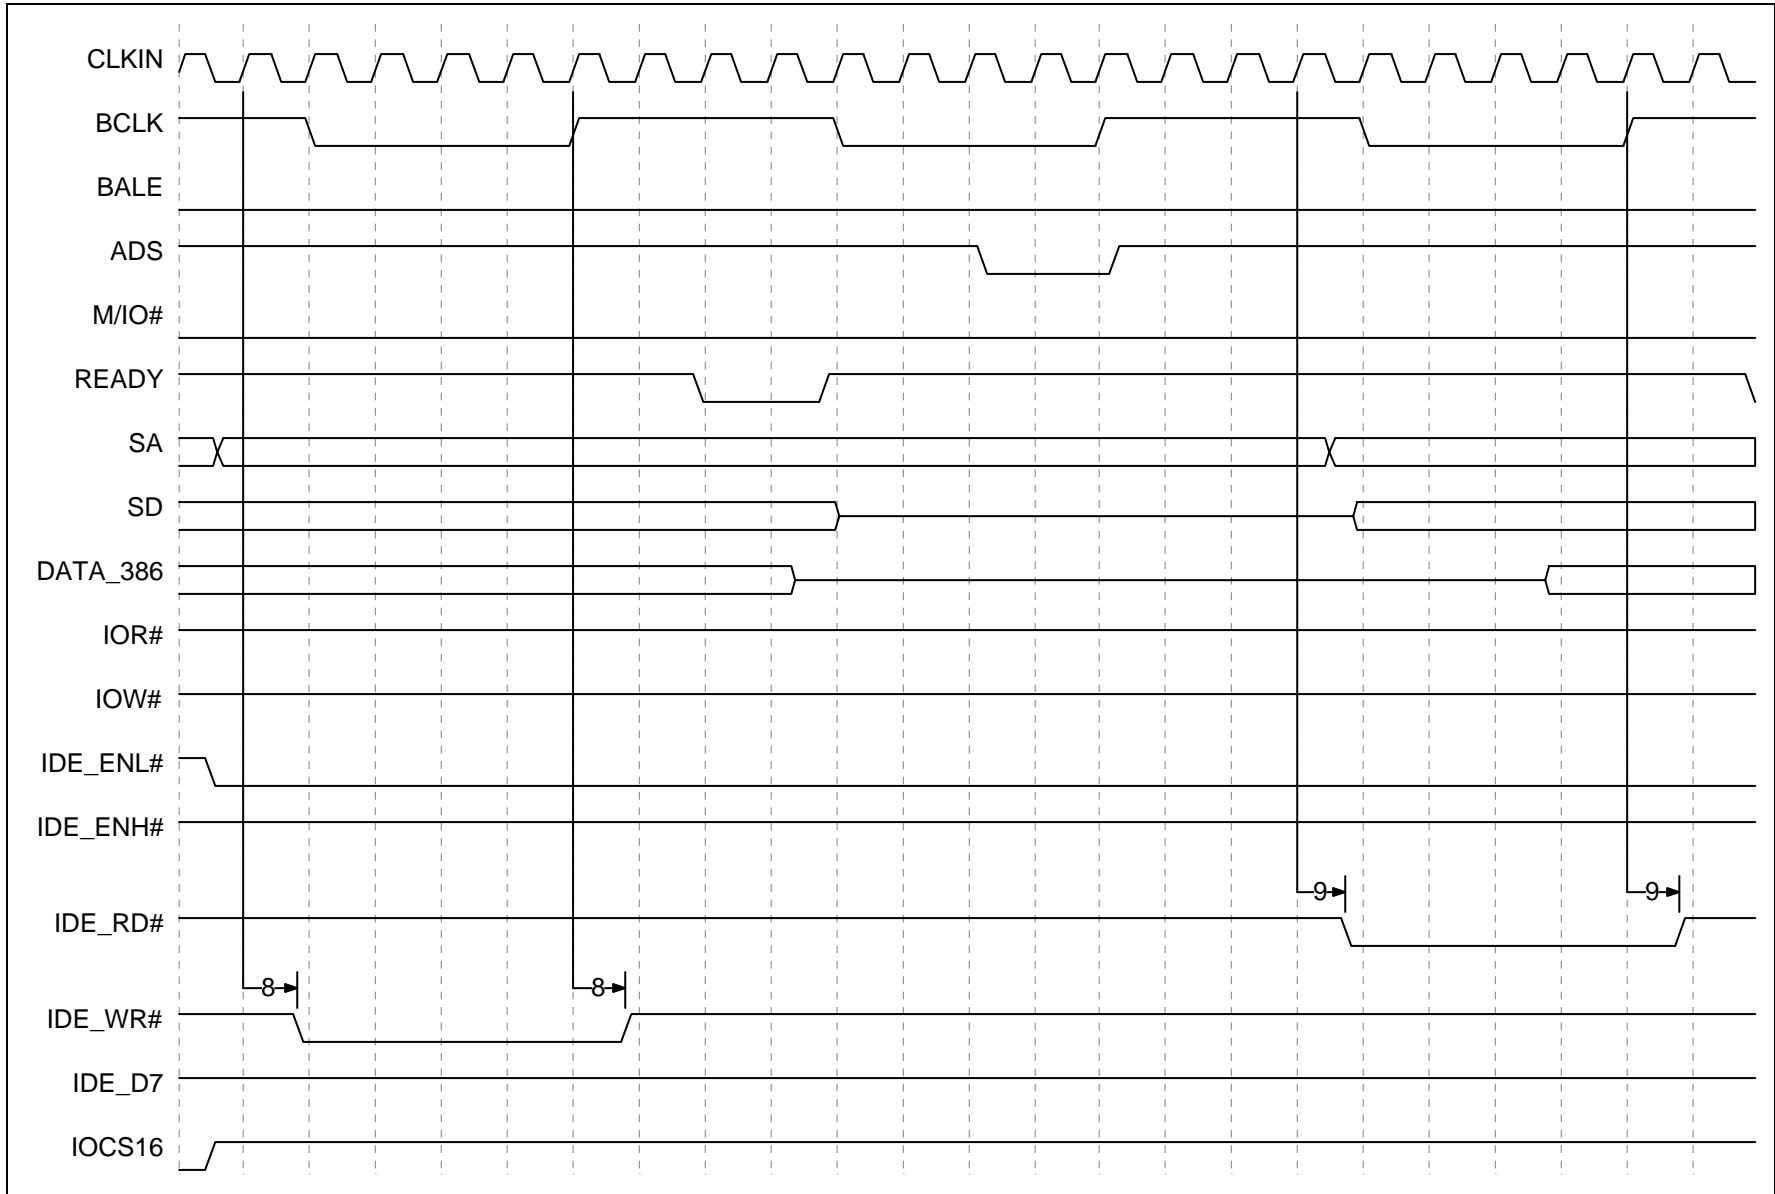 CLKIN
BCLK
BALE
ADS
M/IO#
READY
SA
SD
DATA_386
IOR#
IOW#
IDE_ENL#
IDE_ENH#
9 9
IDE_RD#
8 8
IDE_WR#
IDE_D7
IOCS16